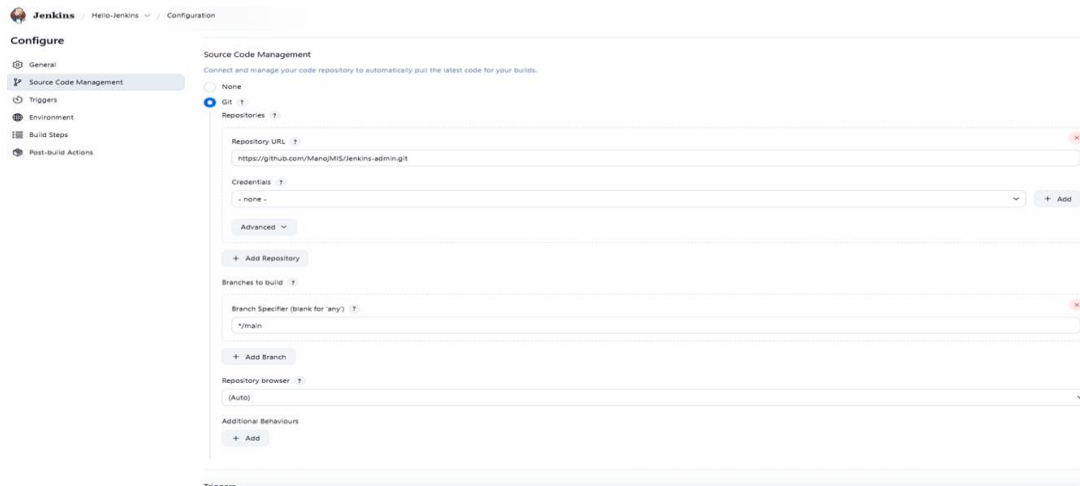 Jenkins / Hello-Jenkins / Configuration
Configure
General
Source Code Management
Triggers
Environment
Build Steps
Post-build Actions
Source Code Management
Connect and manage your code repository to automatically pull the latest code for your builds.
None
Git ?
Repositories ?
Repository URL ?
https://github.com/ManojMIS/Jenkins-admin.git
Credentials ?
- none -
+ Add
Advanced
+ Add Repository
Branches to build ?
Branch Specifier (blank for 'any') ?
*/main
+ Add Branch
Repository browser ?
(Auto)
Additional Behaviours
+ Add
Triggers